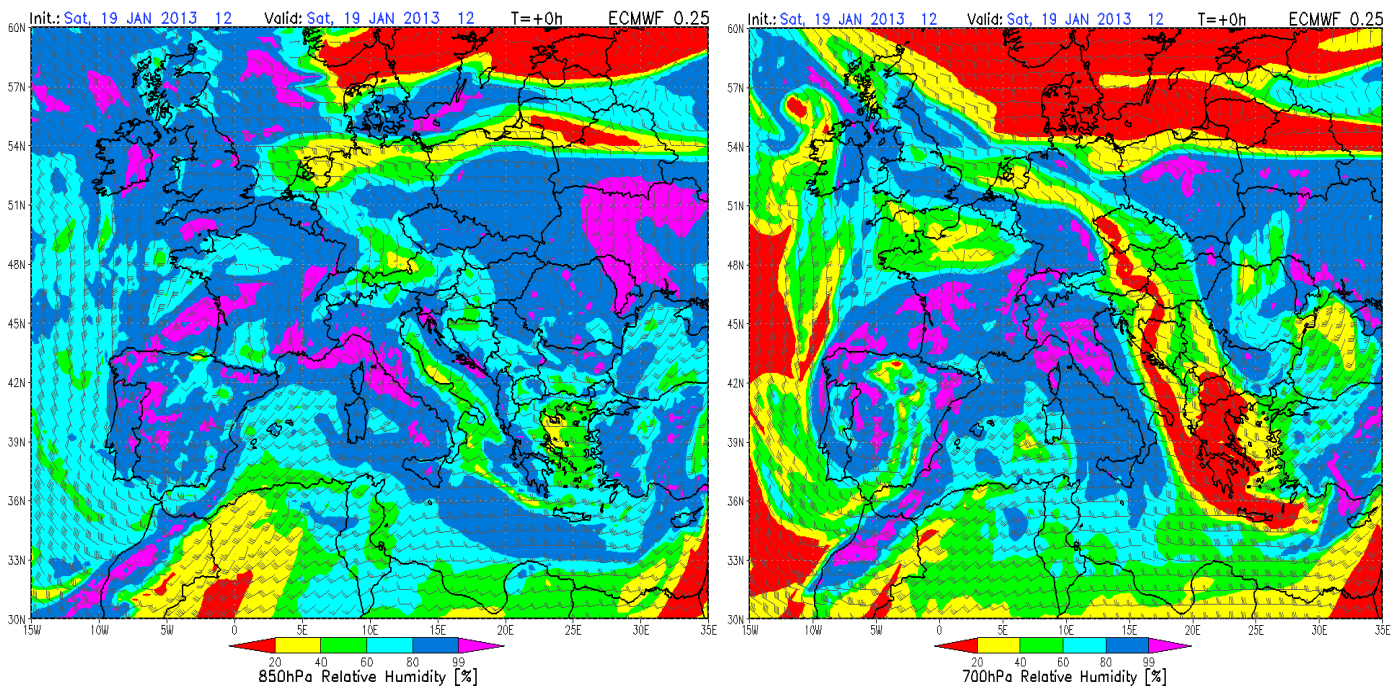 Init.: Sat, 19 JAN 2013 12 Valid: Sat, 19 JAN 2013 12 T=+0h ECMWF 0.25
60N
57N
54N
51N
48N
45N
42N
39N
36N
33N
30N
15W 10W 5W 0 5E 10E 15E 20E 25E 30E 35E
20 40 60 80 99
850hPa Relative Humidity [%]
Init.: Sat, 19 JAN 2013 12 Valid: Sat, 19 JAN 2013 12 T=+0h ECMWF 0.25
60N
57N
54N
51N
48N
45N
42N
39N
36N
33N
30N
15W 10W 5W 0 5E 10E 15E 20E 25E 30E 35E
20 40 60 80 99
700hPa Relative Humidity [%]